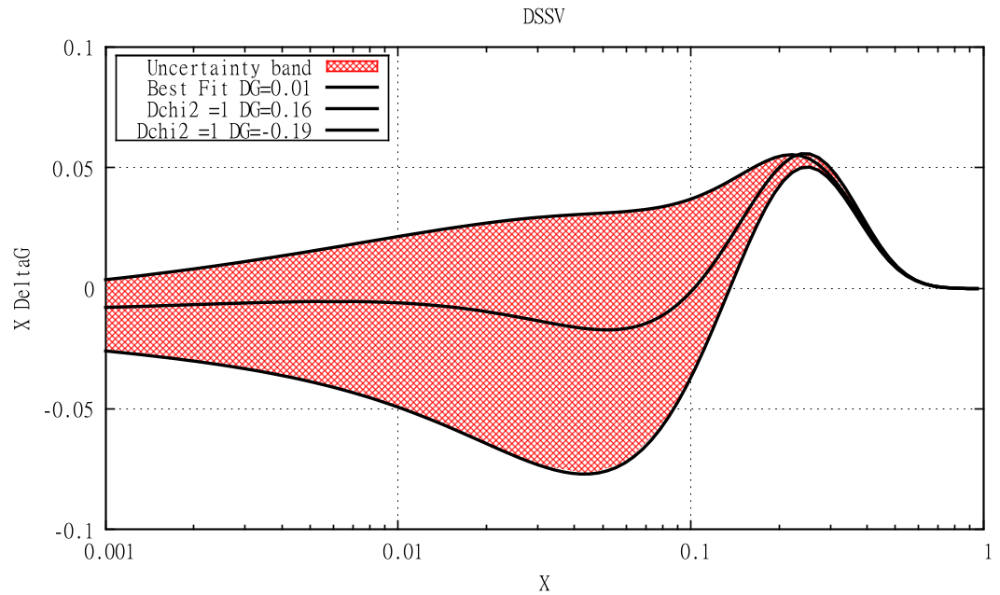 DSSV
0.1
Uncertainty band
Best Fit DG=0.01
Dchi2 =1 DG=0.16
Dchi2 =1 DG=-0.19
0.05
0
-0.05
-0.1
X DeltaG
0.001 0.01 0.1 1
X